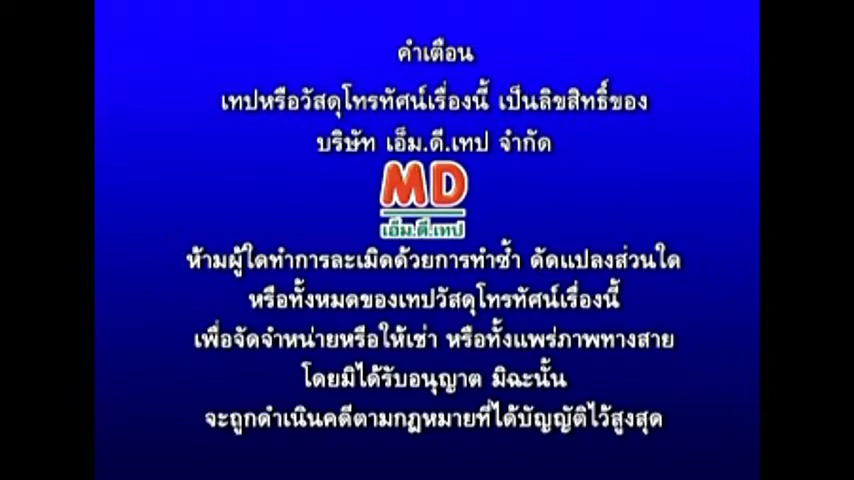 คำเตือน
เทปหรือวัสดุโทรทัศน์เรื่องนี้ เป็นลิขสิทธิ์ของ
บริษัท เอ็ม.ดี.เทป จำกัด
MD
เอ็ม.ดี.เทป
ห้ามผู้ใดทำการละเมิดด้วยการทำซ้ำ ดัดแปลงส่วนใด
หรือทั้งหมดของเทปวัสดุโทรทัศน์เรื่องนี้
เพื่อจัดจำหน่ายหรือให้เช่า หรือทั้งแพร่ภาพทางสาย
โดยมิได้รับอนุญาต มิฉะนั้น
จะถูกดำเนินคดีตามกฎหมายที่ได้บัญญัติไว้สูงสุด